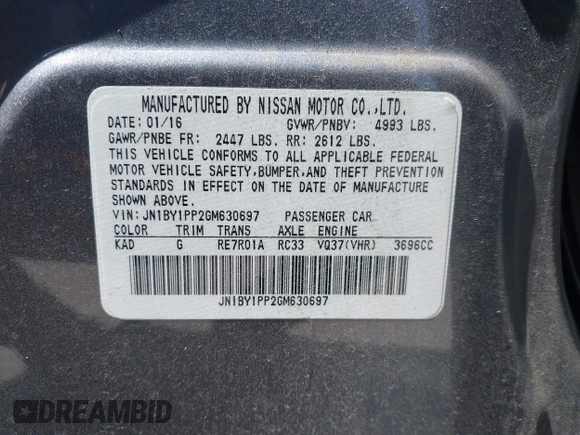 MANUFACTURED BY NISSAN MOTOR CO.,LTD.
DATE: 01/16 GVWR/PNBV: 4993 LBS.
GAWR/PNBE FR: 2447 LBS. RR: 2612 LBS.
THIS VEHICLE CONFORMS TO ALL APPLICABLE FEDERAL
MOTOR VEHICLE SAFETY, BUMPER, AND THEFT PREVENTION
STANDARDS IN EFFECT ON THE DATE OF MANUFACTURE
SHOWN ABOVE.
VIN: JN1BY1PP2GM630697 PASSENGER CAR
COLOR TRIM TRANS AXLE ENGINE
KAD G RE7R01A RC33 VQ37(VHR) 3696CC
JN1BY1PP2GM630697
DREAMBID